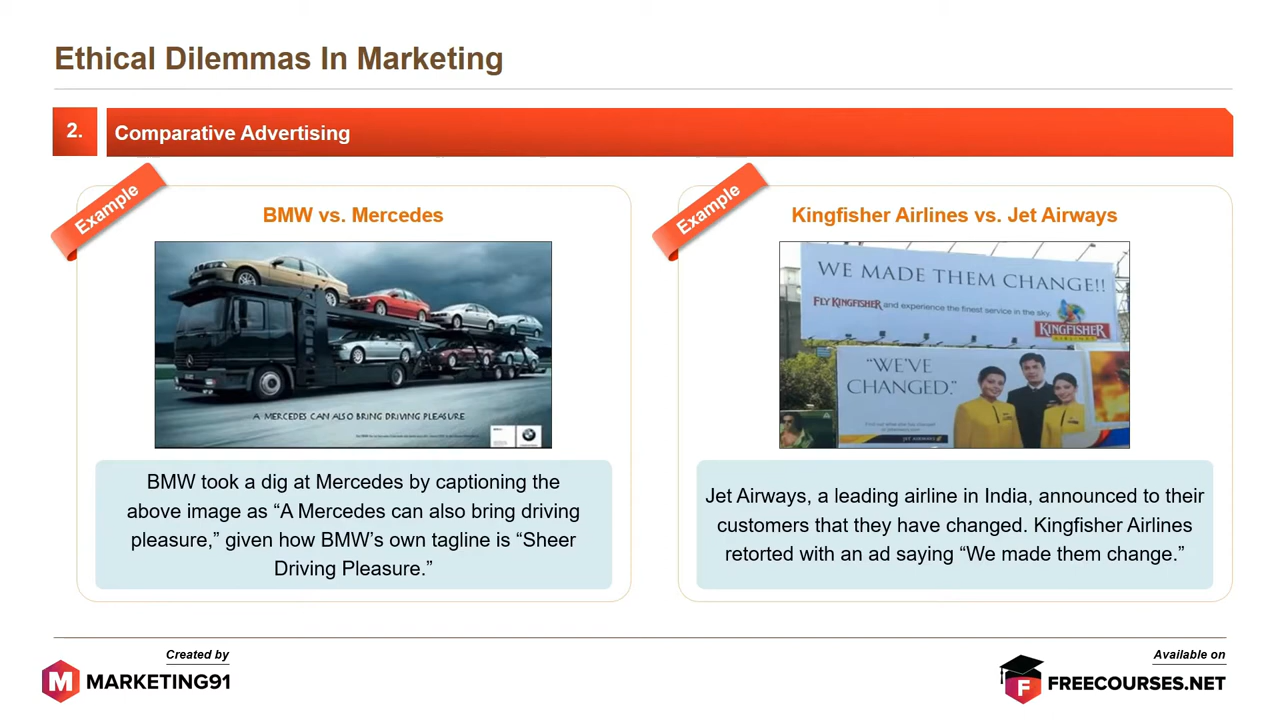 Ethical Dilemmas In Marketing
2.
Comparative Advertising
Example
BMW vs. Mercedes
A MERCEDES CAN ALSO BRING DRIVING PLEASURE
BMW took a dig at Mercedes by captioning the
above image as “A Mercedes can also bring driving
pleasure,” given how BMW’s own tagline is “Sheer
Driving Pleasure.”
Example
Kingfisher Airlines vs. Jet Airways
WE MADE THEM CHANGE!!
FLY KINGFISHER and experience the finest service in the sky.
KINGFISHER
AIRLINES
“WE’VE
CHANGED.”
JET AIRWAYS
Jet Airways, a leading airline in India, announced to their
customers that they have changed. Kingfisher Airlines
retorted with an ad saying “We made them change.”
Created by
M MARKETING91
Available on
F FREECOURSES.NET